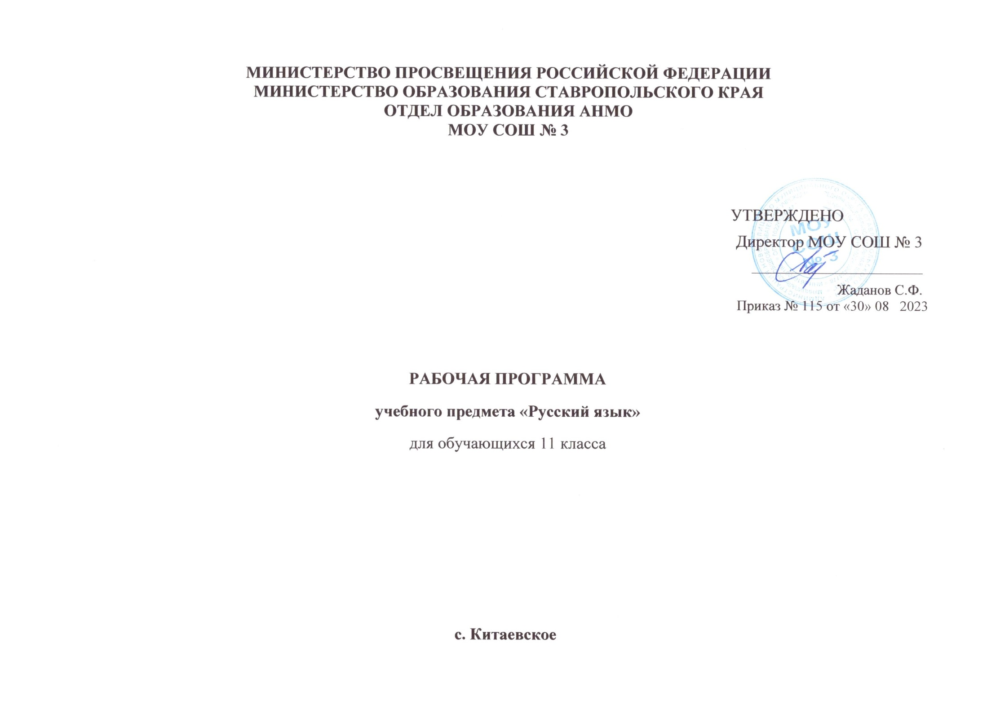 МИНИСТЕРСТВО ПРОСВЕЩЕНИЯ РОССИЙСКОЙ ФЕДЕРАЦИИ
МИНИСТЕРСТВО ОБРАЗОВАНИЯ СТАВРОПОЛЬСКОГО КРАЯ
ОТДЕЛ ОБРАЗОВАНИЯ АНМО
МОУ СОШ № 3
УТВЕРЖДЕНО
Директор МОУ СОШ № 3
МОУ
СОШ
№ 3
Жаданов С.Ф.
Приказ № 115 от «30» 08 2023
РАБОЧАЯ ПРОГРАММА
учебного предмета «Русский язык»
для обучающихся 11 класса
с. Китаевское